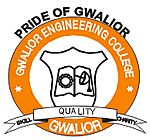 PRIDE OF GWALIOR
GWALIOR ENGINEERING COLLEGE
QUALITY
SKILL
CHARITY
GWALIOR